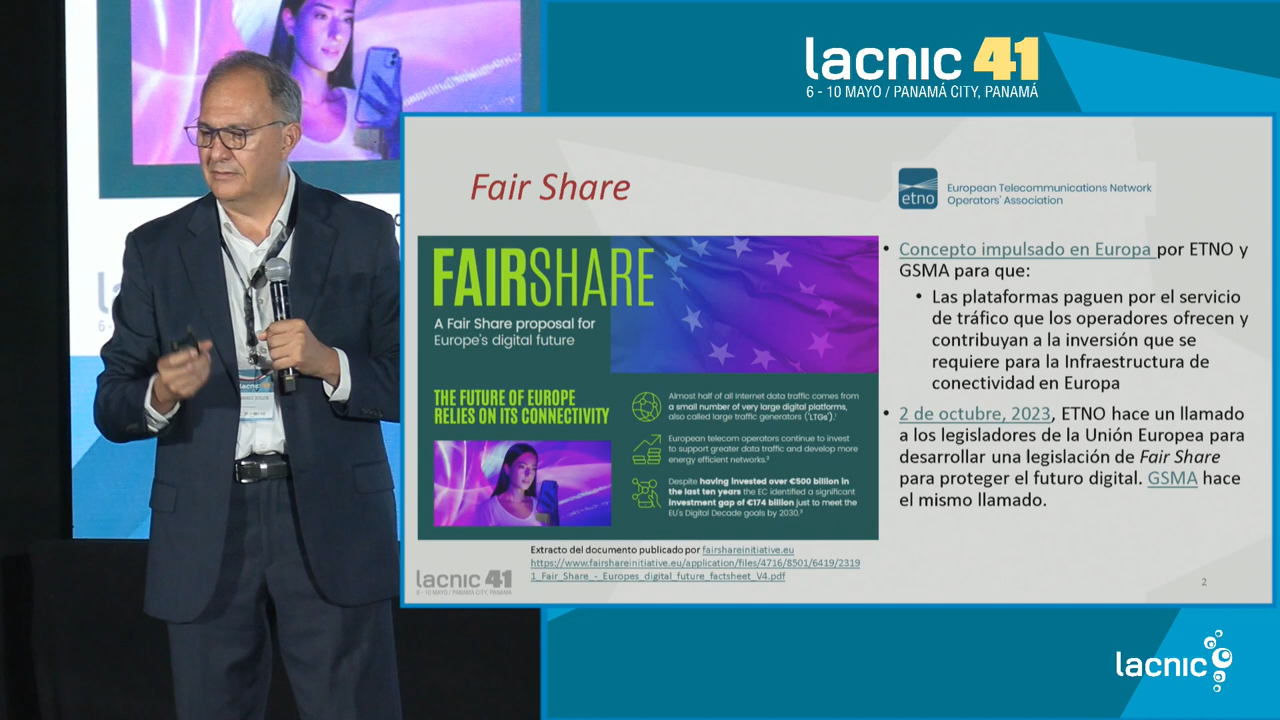 lacnic 41
6 - 10 MAYO / PANAMÁ CITY, PANAMÁ
Fair Share
etno
European Telecommunications Network
Operators' Association
FAIRSHARE
A Fair Share proposal for
Europe's digital future
THE FUTURE OF EUROPE
RELIES ON ITS CONNECTIVITY
Almost half of all Internet data traffic comes from
a small number of very large digital platforms,
also called large traffic generators ('LTGs').¹
European telecom operators continue to invest
to support greater data traffic and develop more
energy efficient networks.²
Despite having invested over €500 billion in
the last ten years the EC identified a significant
investment gap of €174 billion just to meet the
EU's Digital Decade goals by 2030.³
• Concepto impulsado en Europa por ETNO y
GSMA para que:
• Las plataformas paguen por el servicio
de tráfico que los operadores ofrecen y
contribuyan a la inversión que se
requiere para la Infraestructura de
conectividad en Europa
• 2 de octubre, 2023, ETNO hace un llamado
a los legisladores de la Unión Europea para
desarrollar una legislación de Fair Share
para proteger el futuro digital. GSMA hace
el mismo llamado.
Extracto del documento publicado por fairshareinitiative.eu
https://www.fairshareinitiative.eu/application/files/4716/8501/6419/2319
1_Fair_Share_-_Europes_digital_future_factsheet_V4.pdf
lacnic 41
6 - 10 MAYO / PANAMÁ CITY, PANAMÁ
2
lacnic
lacnic